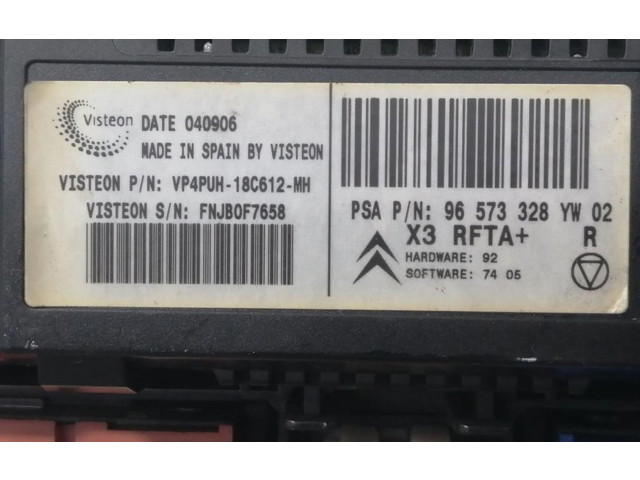 Visteon DATE 040906
MADE IN SPAIN BY VISTEON
VISTEON P/N: VP4PUH-18C612-MH
VISTEON S/N: FNJB0F7658
PSA P/N: 96 573 328 YW 02
X3 RFTA+ R
HARDWARE: 92
SOFTWARE: 74 05